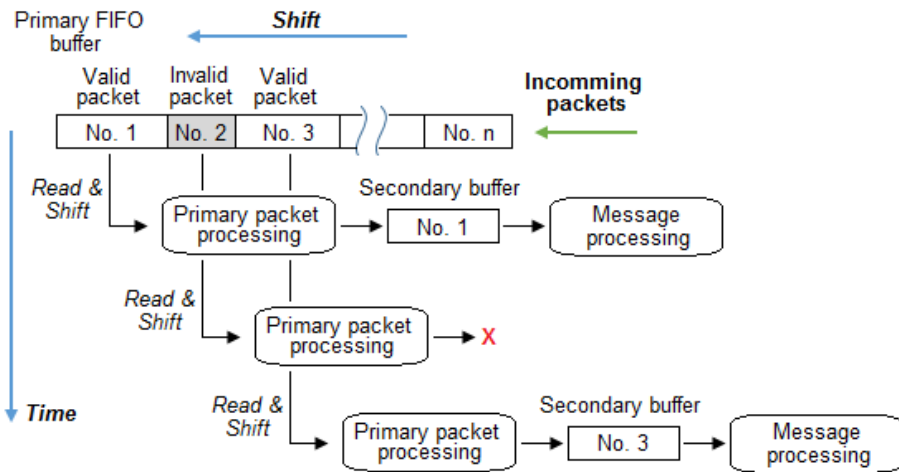 Primary FIFO
buffer
Shift
Valid
packet
Invalid
packet
Valid
packet
Incomming
packets
No. 1
No. 2
No. 3
No. n
Read &
Shift
Primary packet
processing
Secondary buffer
No. 1
Message
processing
Read &
Shift
Primary packet
processing
X
Time
Read &
Shift
Primary packet
processing
Secondary buffer
No. 3
Message
processing